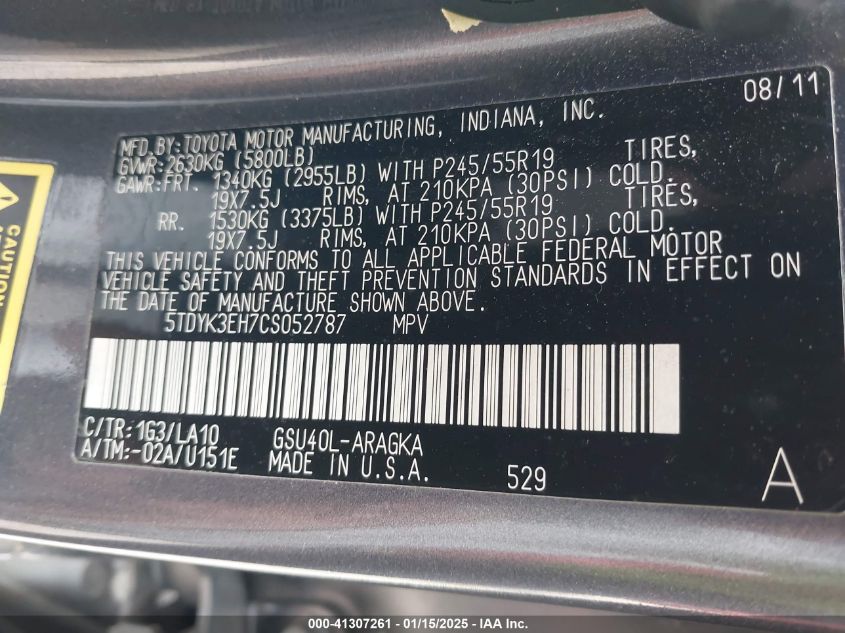 08/11
MFD.BY:TOYOTA MOTOR MANUFACTURING, INDIANA, INC.
GVWR:2630KG (5800LB)
GAWR:FRT. 1340KG (2955LB) WITH P245/55R19 TIRES,
19X7.5J RIMS, AT 210KPA (30PSI) COLD.
RR. 1530KG (3375LB) WITH P245/55R19 TIRES,
19X7.5J RIMS, AT 210KPA (30PSI) COLD.
THIS VEHICLE CONFORMS TO ALL APPLICABLE FEDERAL MOTOR
VEHICLE SAFETY AND THEFT PREVENTION STANDARDS IN EFFECT ON
THE DATE OF MANUFACTURE SHOWN ABOVE.
5TDYK3EH7CS052787 MPV
C/TR:1G3/LA10 GSU40L-ARAGKA
A/TM:-02A/U151E MADE IN U.S.A. 529 A
CAUTION
000-41307261 - 01/15/2025 - IAA Inc.